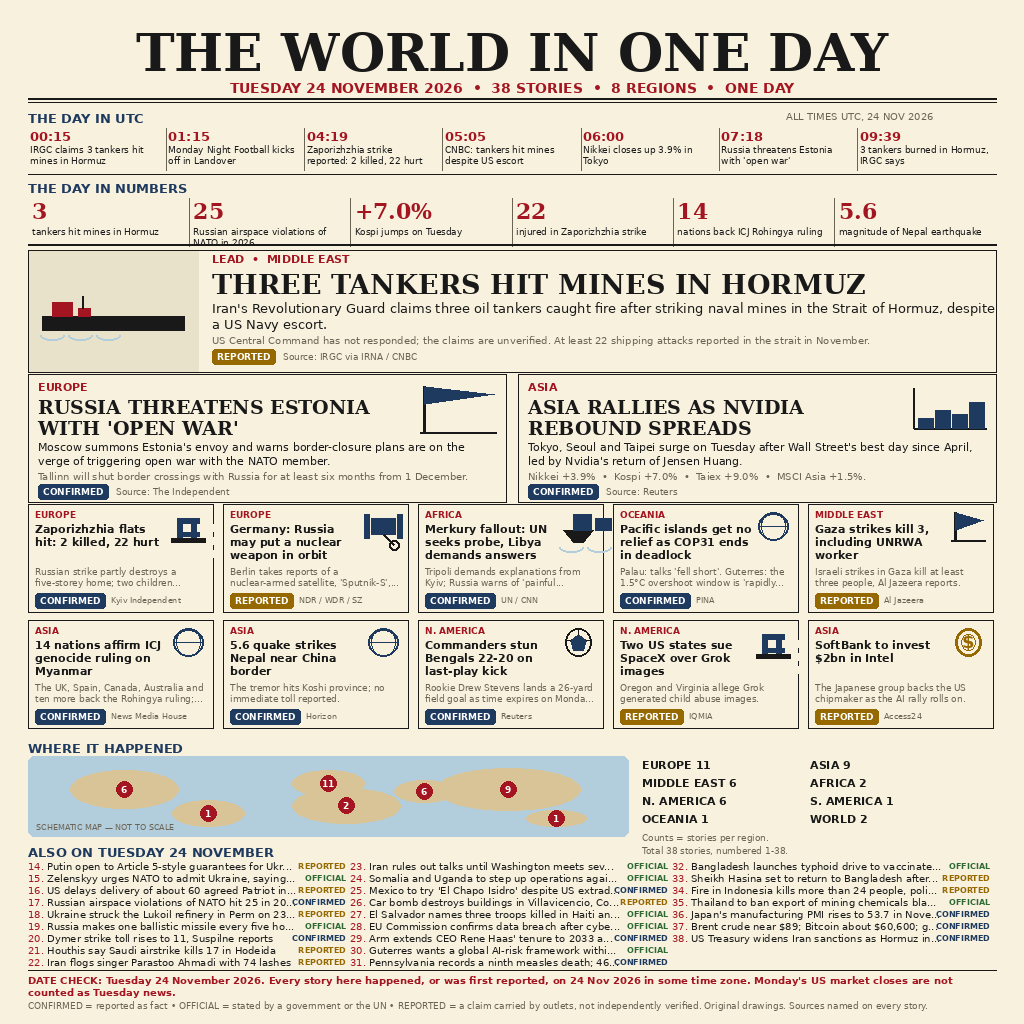 THE WORLD IN ONE DAY
TUESDAY 24 NOVEMBER 2026 • 38 STORIES • 8 REGIONS • ONE DAY
THE DAY IN UTC
ALL TIMES UTC, 24 NOV 2026
00:15
IRGC claims 3 tankers hit
mines in Hormuz
01:15
Monday Night Football kicks
off in Landover
04:19
Zaporizhzhia strike
reported: 2 killed, 22 hurt
05:05
CNBC: tankers hit mines
despite US escort
06:00
Nikkei closes up 3.9% in
Tokyo
07:18
Russia threatens Estonia
with 'open war'
09:39
3 tankers burned in Hormuz,
IRGC says
THE DAY IN NUMBERS
3
tankers hit mines in Hormuz
25
Russian airspace violations of
NATO in 2026
+7.0%
Kospi jumps on Tuesday
22
injured in Zaporizhzhia strike
14
nations back ICJ Rohingya ruling
5.6
magnitude of Nepal earthquake
LEAD • MIDDLE EAST
THREE TANKERS HIT MINES IN HORMUZ
Iran's Revolutionary Guard claims three oil tankers caught fire after striking naval mines in the Strait of Hormuz, despite
a US Navy escort.
US Central Command has not responded; the claims are unverified. At least 22 shipping attacks reported in the strait in November.
REPORTED Source: IRGC via IRNA / CNBC
EUROPE
RUSSIA THREATENS ESTONIA
WITH 'OPEN WAR'
Moscow summons Estonia's envoy and warns border-closure plans are on the
verge of triggering open war with the NATO member.
Tallinn will shut border crossings with Russia for at least six months from 1 December.
CONFIRMED Source: The Independent
ASIA
ASIA RALLIES AS NVIDIA
REBOUND SPREADS
Tokyo, Seoul and Taipei surge on Tuesday after Wall Street's best day since April,
led by Nvidia's return of Jensen Huang.
Nikkei +3.9% • Kospi +7.0% • Taiex +9.0% • MSCI Asia +1.5%.
CONFIRMED Source: Reuters
EUROPE
Zaporizhzhia flats
hit: 2 killed, 22 hurt
Russian strike partly destroys a
five-storey home; two children...
CONFIRMED Kyiv Independent
EUROPE
Germany: Russia
may put a nuclear
weapon in orbit
Berlin takes reports of a
nuclear-armed satellite, 'Sputnik-S',...
REPORTED NDR / WDR / SZ
AFRICA
Merkury fallout: UN
seeks probe, Libya
demands answers
Tripoli demands explanations from
Kyiv; Russia warns of 'painful...
CONFIRMED UN / CNN
OCEANIA
Pacific islands get no
relief as COP31 ends
in deadlock
Palau: talks 'fell short'. Guterres: the
1.5°C overshoot window is 'rapidly...
CONFIRMED PINA
MIDDLE EAST
Gaza strikes kill 3,
including UNRWA
worker
Israeli strikes in Gaza kill at least
three people, Al Jazeera reports.
REPORTED Al Jazeera
ASIA
14 nations affirm ICJ
genocide ruling on
Myanmar
The UK, Spain, Canada, Australia and
ten more back the Rohingya ruling;...
CONFIRMED News Media House
ASIA
5.6 quake strikes
Nepal near China
border
The tremor hits Koshi province; no
immediate toll reported.
CONFIRMED Horizon
N. AMERICA
Commanders stun
Bengals 22-20 on
last-play kick
Rookie Drew Stevens lands a 26-yard
field goal as time expires on Monda...
CONFIRMED Reuters
N. AMERICA
Two US states sue
SpaceX over Grok
images
Oregon and Virginia allege Grok
generated child abuse images.
REPORTED IQMIA
ASIA
SoftBank to invest
$2bn in Intel
$
The Japanese group backs the US
chipmaker as the AI rally rolls on.
REPORTED Access24
WHERE IT HAPPENED
6
1
11
2
6
9
1
SCHEMATIC MAP — NOT TO SCALE
EUROPE 11
ASIA 9
MIDDLE EAST 6
AFRICA 2
N. AMERICA 6
S. AMERICA 1
OCEANIA 1
WORLD 2
Counts = stories per region.
Total 38 stories, numbered 1-38.
ALSO ON TUESDAY 24 NOVEMBER
14. Putin open to Article 5-style guarantees for Ukr... REPORTED
15. Zelenskyy urges NATO to admit Ukraine, saying... OFFICIAL
16. US delays delivery of about 60 agreed Patriot in... REPORTED
17. Russian airspace violations of NATO hit 25 in 20... CONFIRMED
18. Ukraine struck the Lukoil refinery in Perm on 23... REPORTED
19. Russia makes one ballistic missile every five ho... OFFICIAL
20. Dymer strike toll rises to 11, Suspilne reports CONFIRMED
21. Houthis say Saudi airstrike kills 17 in Hodeida REPORTED
22. Iran flogs singer Parastoo Ahmadi with 74 lashes REPORTED
23. Iran rules out talks until Washington meets sev... OFFICIAL
24. Somalia and Uganda to step up operations agai... OFFICIAL
25. Mexico to try 'El Chapo Isidro' despite US extrad... CONFIRMED
26. Car bomb destroys buildings in Villavicencio, Co... REPORTED
27. El Salvador names three troops killed in Haiti an... OFFICIAL
28. EU Commission confirms data breach after cybe... OFFICIAL
29. Arm extends CEO Rene Haas' tenure to 2033 a... CONFIRMED
30. Guterres wants a global AI-risk framework withi... OFFICIAL
31. Pennsylvania records a ninth measles death; 46... CONFIRMED
32. Bangladesh launches typhoid drive to vaccinate... OFFICIAL
33. Sheikh Hasina set to return to Bangladesh after... REPORTED
34. Fire in Indonesia kills more than 24 people, poli... REPORTED
35. Thailand to ban export of mining chemicals bla... OFFICIAL
36. Japan's manufacturing PMI rises to 53.7 in Nove... CONFIRMED
37. Brent crude near $89; Bitcoin about $60,600; g... CONFIRMED
38. US Treasury widens Iran sanctions as Hormuz in... CONFIRMED
DATE CHECK: Tuesday 24 November 2026. Every story here happened, or was first reported, on 24 Nov 2026 in some time zone. Monday's US market closes are not
counted as Tuesday news.
CONFIRMED = reported as fact • OFFICIAL = stated by a government or the UN • REPORTED = a claim carried by outlets, not independently verified. Original drawings. Sources named on every story.